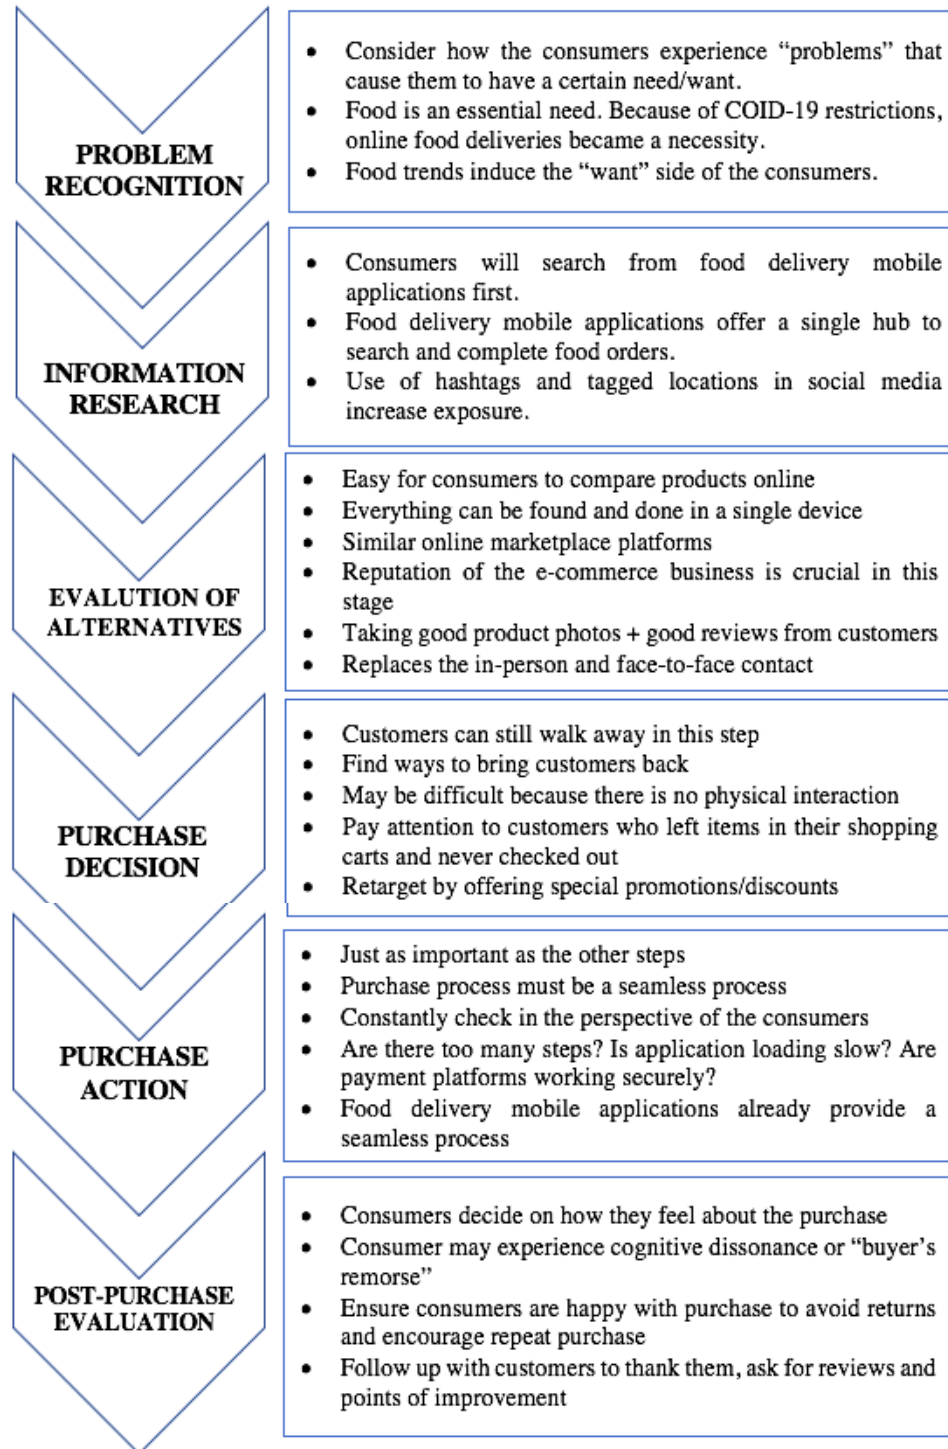 PROBLEM
RECOGNITION
• Consider how the consumers experience “problems” that
cause them to have a certain need/want.
• Food is an essential need. Because of COID-19 restrictions,
online food deliveries became a necessity.
• Food trends induce the “want” side of the consumers.
INFORMATION
RESEARCH
• Consumers will search from food delivery mobile
applications first.
• Food delivery mobile applications offer a single hub to
search and complete food orders.
• Use of hashtags and tagged locations in social media
increase exposure.
EVALUTION OF
ALTERNATIVES
• Easy for consumers to compare products online
• Everything can be found and done in a single device
• Similar online marketplace platforms
• Reputation of the e-commerce business is crucial in this
stage
• Taking good product photos + good reviews from customers
• Replaces the in-person and face-to-face contact
PURCHASE
DECISION
• Customers can still walk away in this step
• Find ways to bring customers back
• May be difficult because there is no physical interaction
• Pay attention to customers who left items in their shopping
carts and never checked out
• Retarget by offering special promotions/discounts
PURCHASE
ACTION
• Just as important as the other steps
• Purchase process must be a seamless process
• Constantly check in the perspective of the consumers
• Are there too many steps? Is application loading slow? Are
payment platforms working securely?
• Food delivery mobile applications already provide a
seamless process
POST-PURCHASE
EVALUATION
• Consumers decide on how they feel about the purchase
• Consumer may experience cognitive dissonance or “buyer’s
remorse”
• Ensure consumers are happy with purchase to avoid returns
and encourage repeat purchase
• Follow up with customers to thank them, ask for reviews and
points of improvement